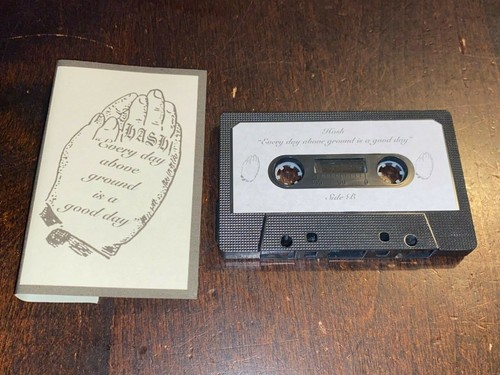 HASH
"Every day
above
ground
is a
good day"
Hash
"Every day above ground is a good day"
Side B